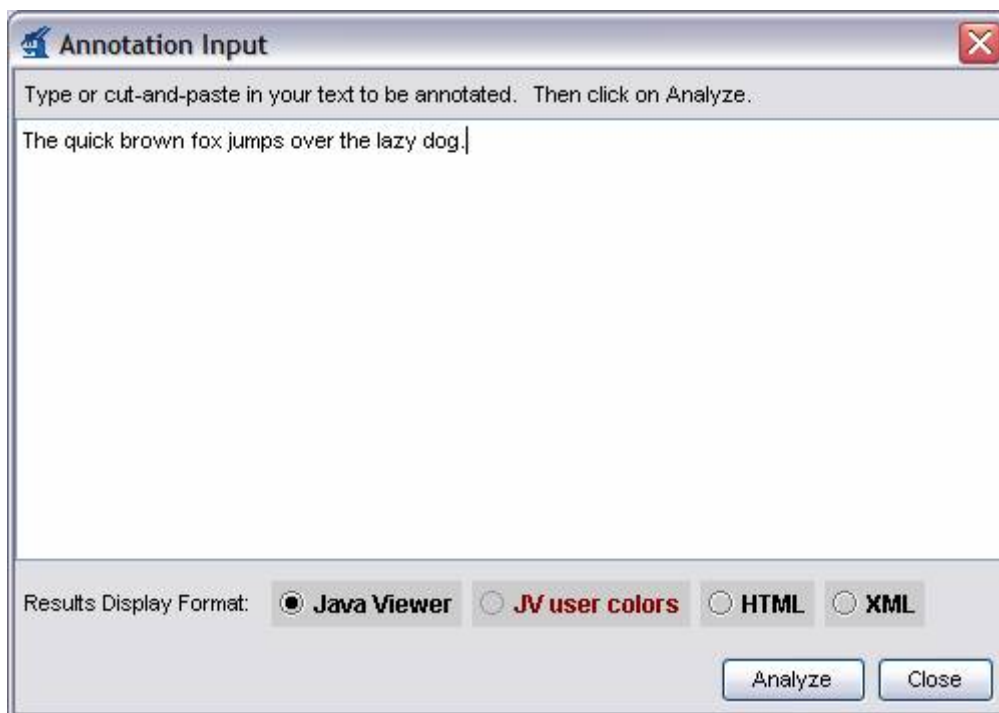 Annotation Input
Type or cut-and-paste in your text to be annotated.  Then click on Analyze.
The quick brown fox jumps over the lazy dog.
Results Display Format: Java Viewer JV user colors HTML XML
Analyze Close